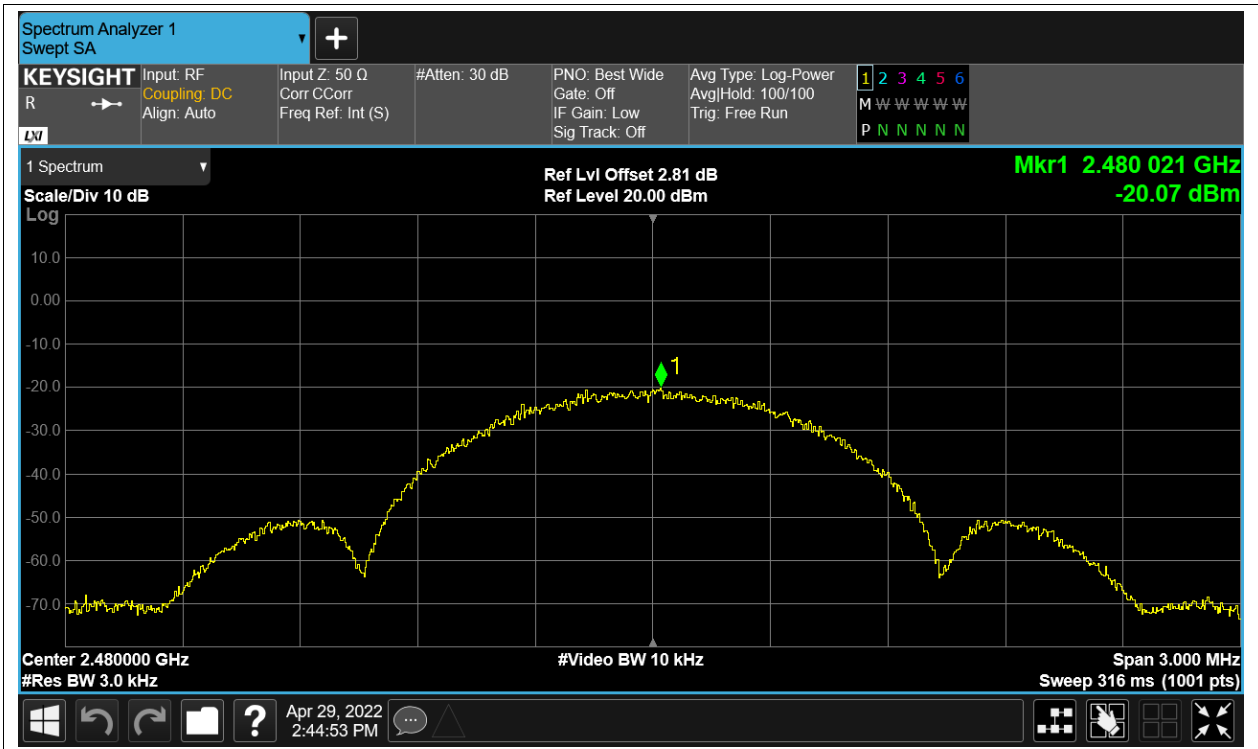 Spectrum Analyzer 1
Swept SA
KEYSIGHT
R
LXI
Input: RF
Coupling: DC
Align: Auto
Input Z: 50 Ω
Corr CCorr
Freq Ref: Int (S)
#Atten: 30 dB
PNO: Best Wide
Gate: Off
IF Gain: Low
Sig Track: Off
Avg Type: Log-Power
Avg|Hold: 100/100
Trig: Free Run
1 2 3 4 5 6
M W W W W W
P N N N N N
1 Spectrum
Scale/Div 10 dB
Log
Ref Lvl Offset 2.81 dB
Ref Level 20.00 dBm
Mkr1 2.480 021 GHz
-20.07 dBm
10.0
0.00
-10.0
-20.0
-30.0
-40.0
-50.0
-60.0
-70.0
1
Center 2.480000 GHz
#Res BW 3.0 kHz
#Video BW 10 kHz
Span 3.000 MHz
Sweep 316 ms (1001 pts)
?
Apr 29, 2022
2:44:53 PM